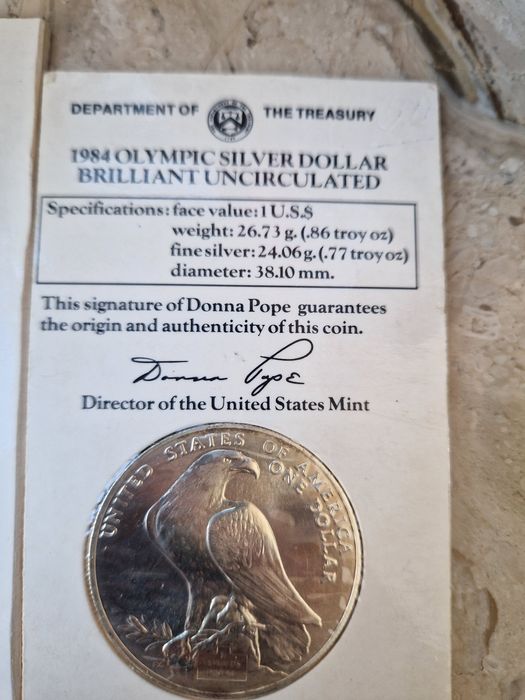 DEPARTMENT OF THE TREASURY
1984 OLYMPIC SILVER DOLLAR
BRILLIANT UNCIRCULATED
Specifications: face value: 1 U.S.$
weight: 26.73 g. (.86 troy oz)
fine silver: 24.06 g. (.77 troy oz)
diameter: 38.10 mm.
This signature of Donna Pope guarantees
the origin and authenticity of this coin.
Donna Pope
Director of the United States Mint
UNITED STATES OF AMERICA
ONE DOLLAR